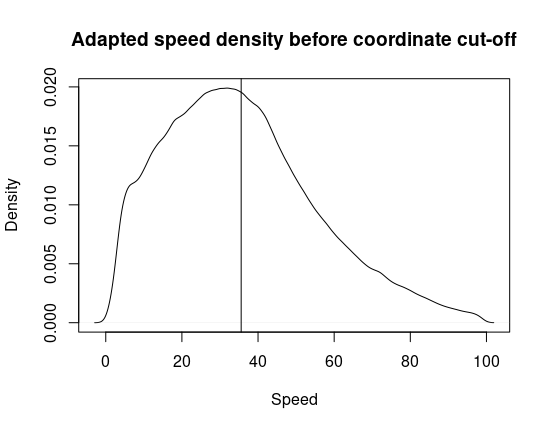 Adapted speed density before coordinate cut-off
Density
0.000 0.005 0.010 0.015 0.020
0 20 40 60 80 100
Speed